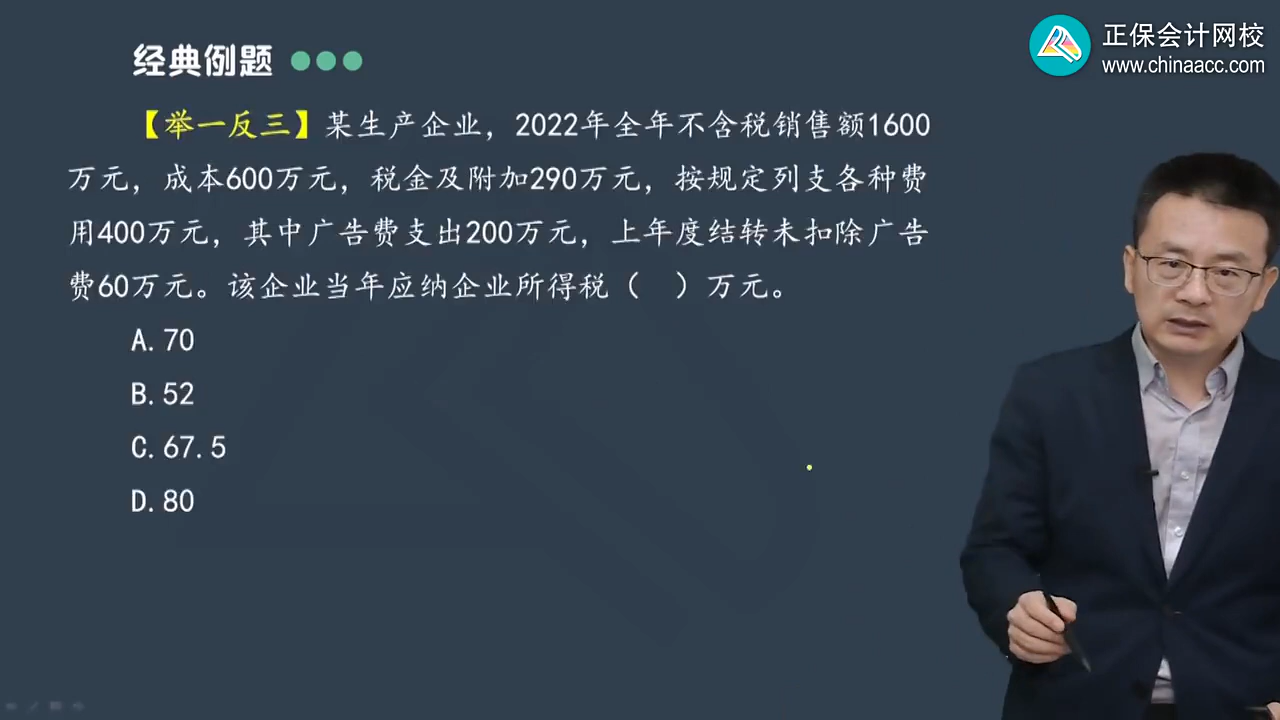 经典例题
正保会计网校
www.chinaacc.com
【举一反三】某生产企业，2022年全年不含税销售额1600
万元，成本600万元，税金及附加290万元，按规定列支各种费
用400万元，其中广告费支出200万元，上年度结转未扣除广告
费60万元。该企业当年应纳企业所得税（　）万元。
A.70
B.52
C.67.5
D.80